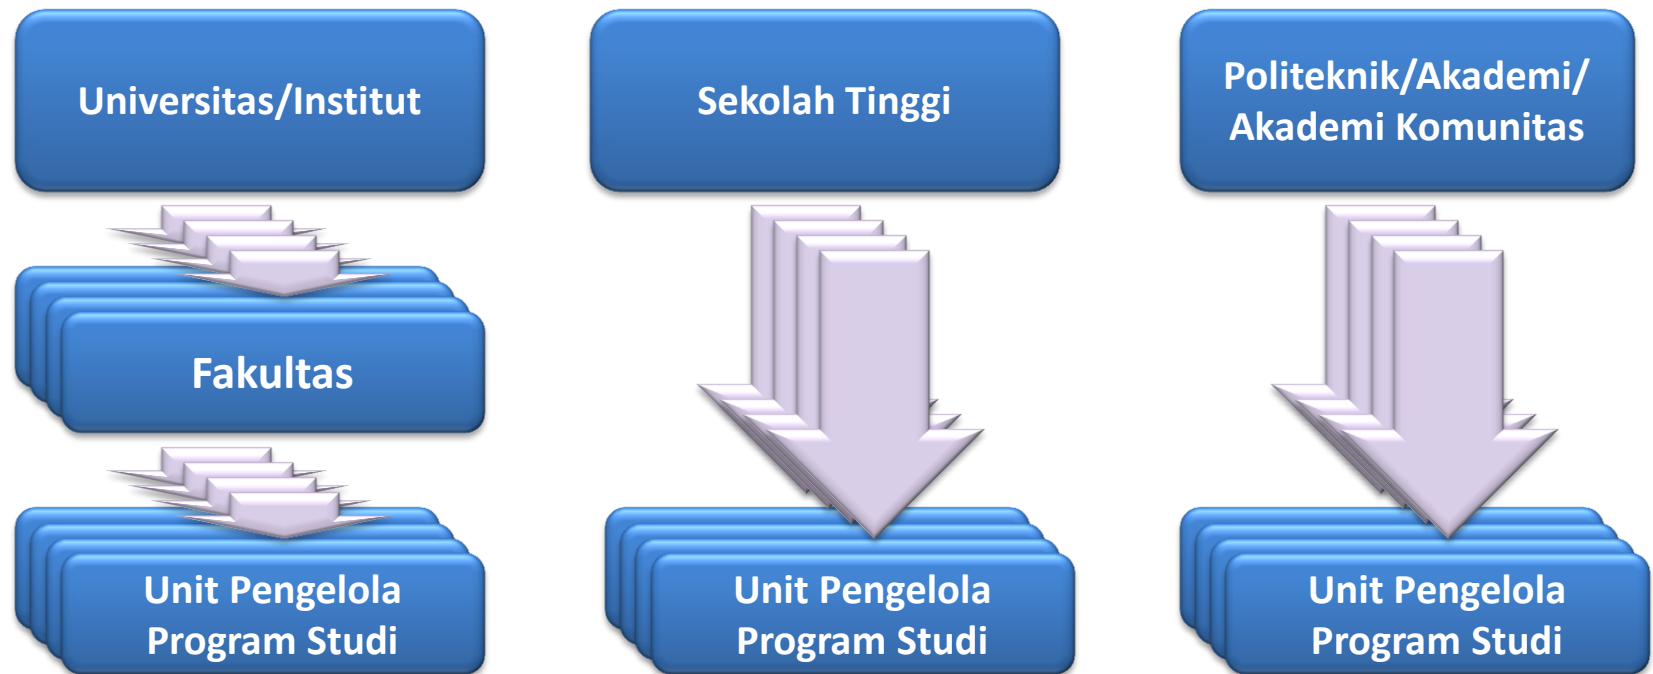 Universitas/Institut
Sekolah Tinggi
Politeknik/Akademi/
Akademi Komunitas
Fakultas
Unit Pengelola
Program Studi
Unit Pengelola
Program Studi
Unit Pengelola
Program Studi